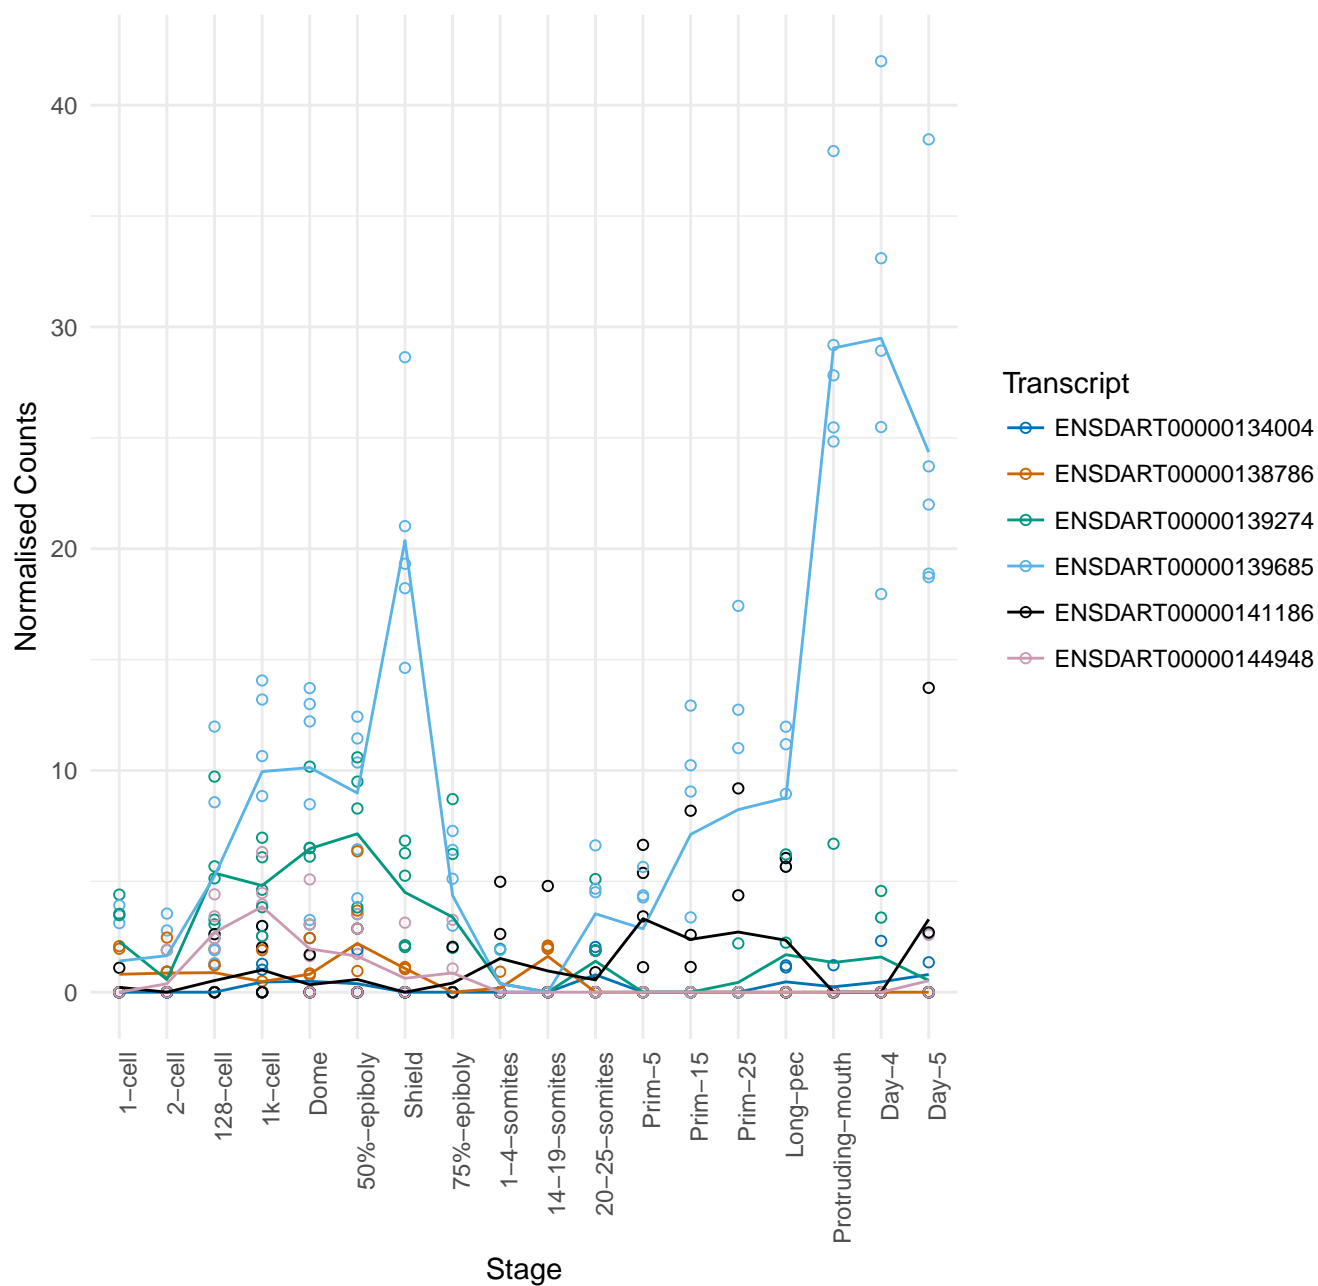 40
30
20
10
0
Normalised Counts
1−cell
2−cell
128−cell
1k−cell
Dome
50%−epiboly
Shield
75%−epiboly
1−4−somites
14−19−somites
20−25−somites
Prim−5
Prim−15
Prim−25
Long−pec
Protruding−mouth
Day−4
Day−5
Stage
Transcript
ENSDART00000134004
ENSDART00000138786
ENSDART00000139274
ENSDART00000139685
ENSDART00000141186
ENSDART00000144948